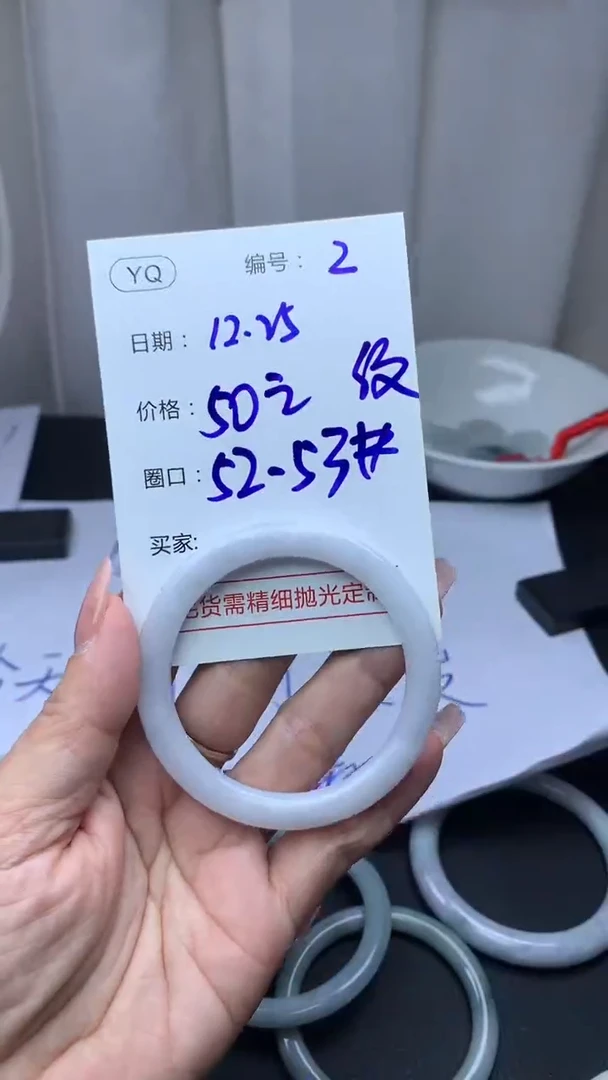 YQ 编号： 2
日期： 12.25
价格： 50元 纹
圈口： 52-53#
买家:
货需精细抛光定